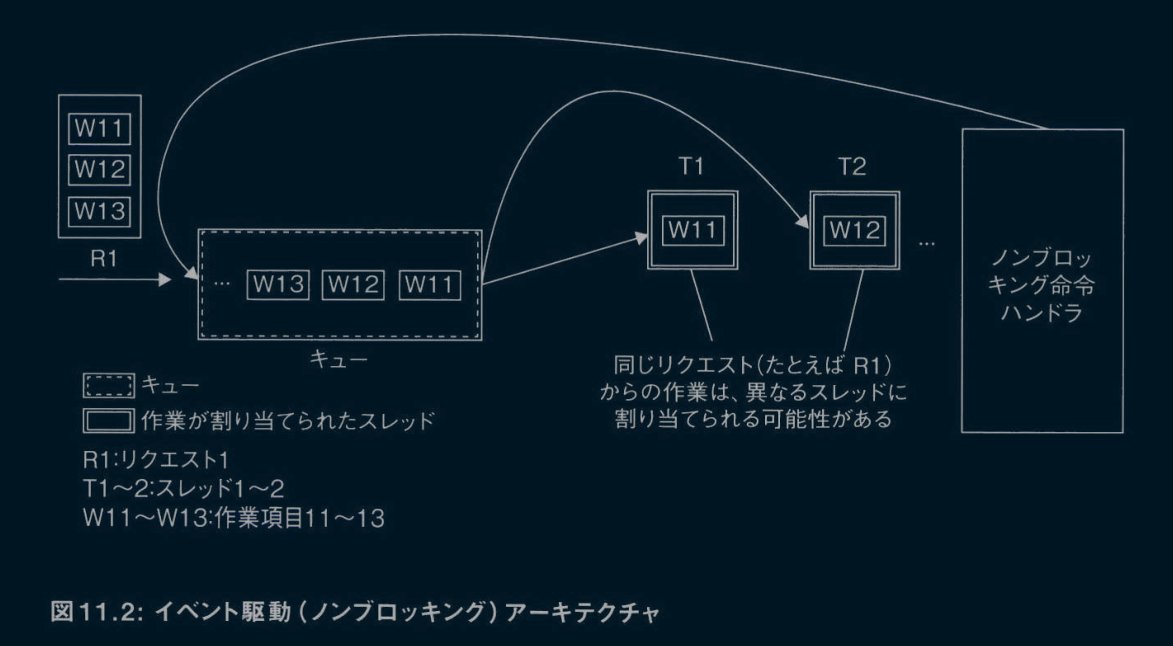 W11
W12
W13
R1
… W13 W12 W11
キュー
T1
W11
T2
W12
…
ノンブロッ
キング命令
ハンドラ
同じリクエスト(たとえば R1)
からの作業は、異なるスレッドに
割り当てられる可能性がある
キュー
作業が割り当てられたスレッド
R1:リクエスト1
T1～2:スレッド1～2
W11～W13:作業項目11～13
図11.2: イベント駆動(ノンブロッキング)アーキテクチャ